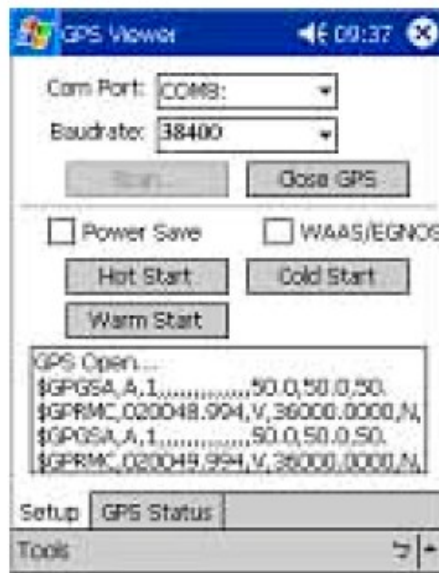 GPS Viewer 09:37
Com Port: COM8:
Baudrate: 38400
Scan Close GPS
Power Save WAAS/EGNOS
Hot Start Cold Start
Warm Start
GPS Open...
$GPGSA,A,1,,,,,,,,,,,,,50.0,50.0,50.
$GPRMC,020048.994,V,36000.0000,N,
$GPGSA,A,1,,,,,,,,,,,,,50.0,50.0,50.
$GPRMC,020049.994,V,36000.0000,N,
Setup GPS Status
Tools